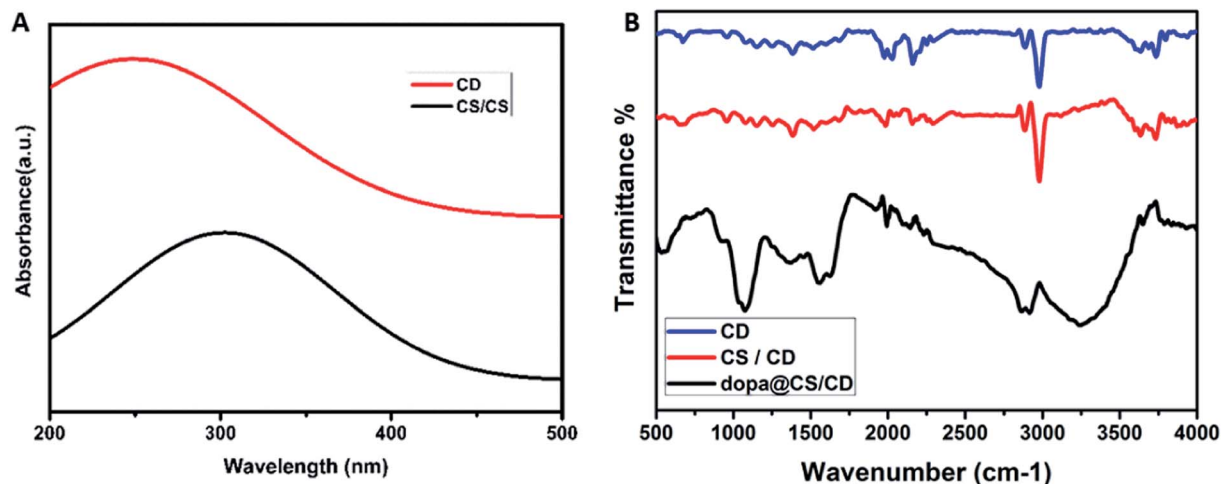 A
Absorbance(a.u.)
CD
CS/CS
200
300
400
500
Wavelength (nm)
B
Transmittance %
CD
CS / CD
dopa@CS/CD
500
1000
1500
2000
2500
3000
3500
4000
Wavenumber (cm-1)